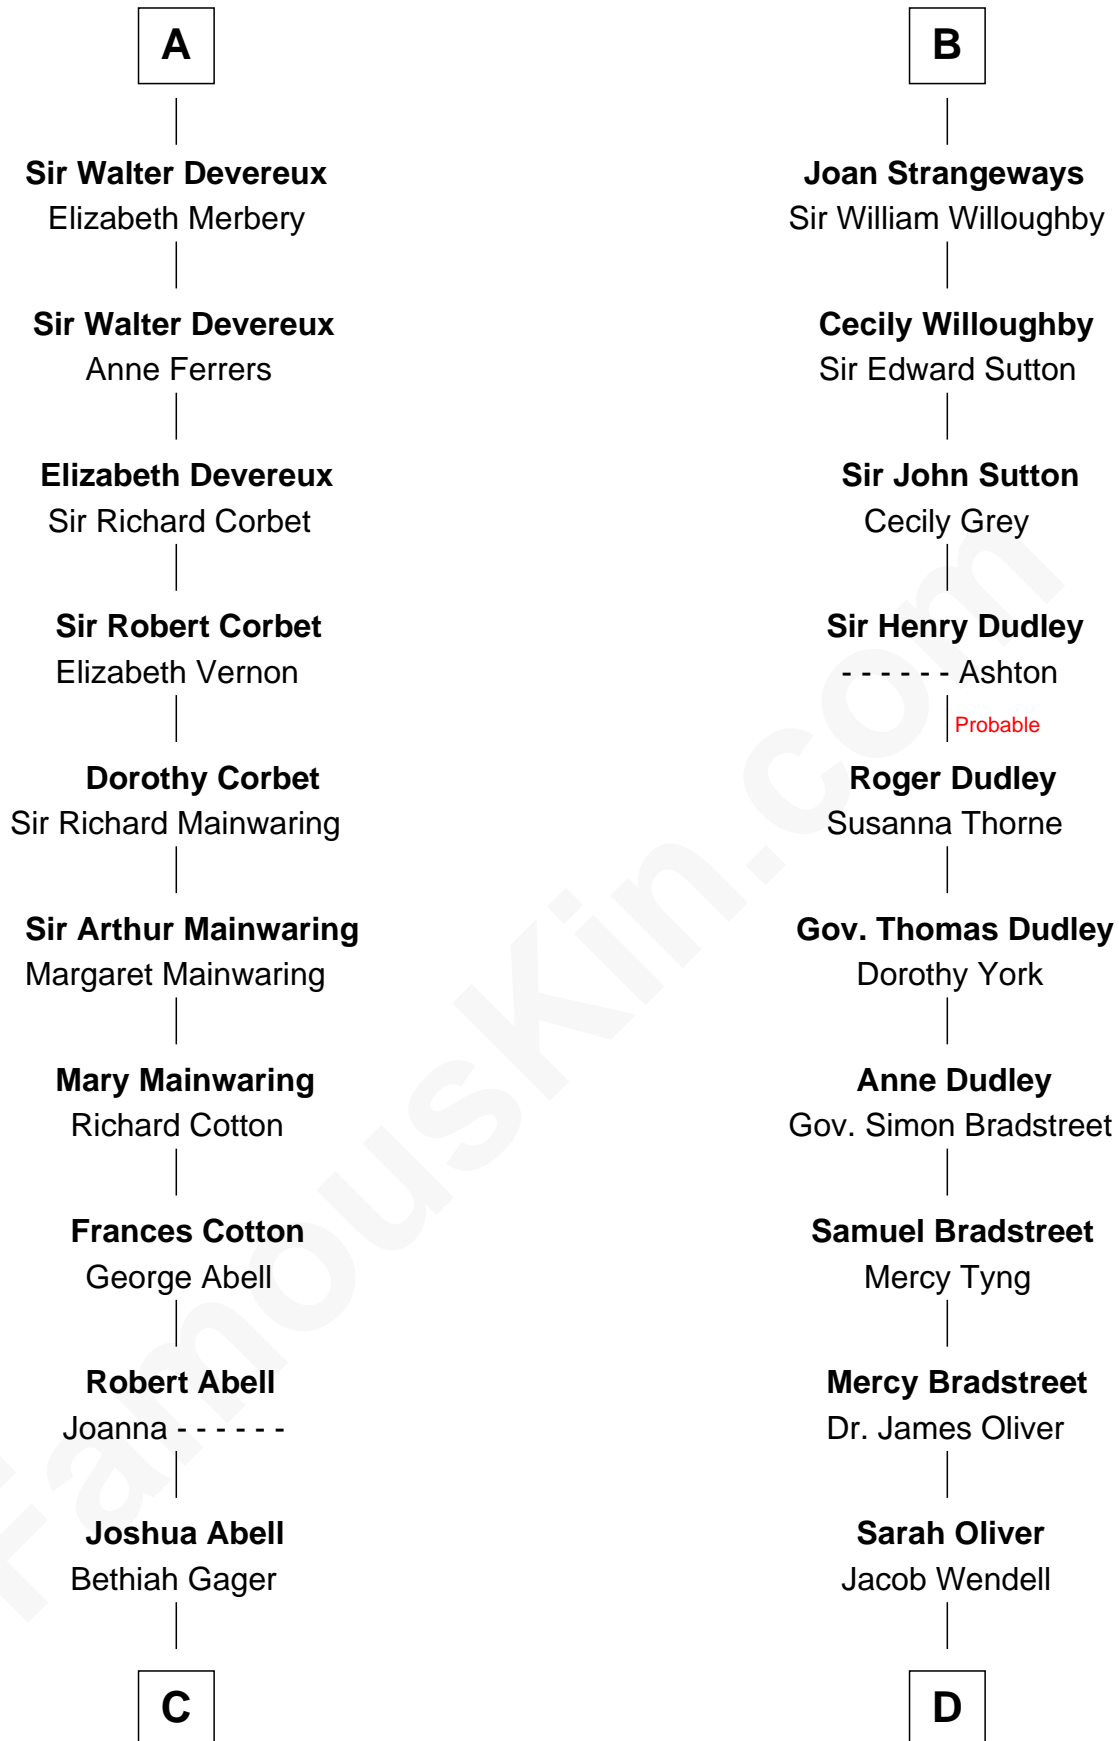 A
Sir Walter Devereux
Elizabeth Merbery
Sir Walter Devereux
Anne Ferrers
Elizabeth Devereux
Sir Richard Corbet
Sir Robert Corbet
Elizabeth Vernon
Dorothy Corbet
Sir Richard Mainwaring
Sir Arthur Mainwaring
Margaret Mainwaring
Mary Mainwaring
Richard Cotton
Frances Cotton
George Abell
Robert Abell
Joanna - - - - - -
Joshua Abell
Bethiah Gager
C
B
Joan Strangeways
Sir William Willoughby
Cecily Willoughby
Sir Edward Sutton
Sir John Sutton
Cecily Grey
Sir Henry Dudley
- - - - - - Ashton
Probable
Roger Dudley
Susanna Thorne
Gov. Thomas Dudley
Dorothy York
Anne Dudley
Gov. Simon Bradstreet
Samuel Bradstreet
Mercy Tyng
Mercy Bradstreet
Dr. James Oliver
Sarah Oliver
Jacob Wendell
D
FamousKin.com